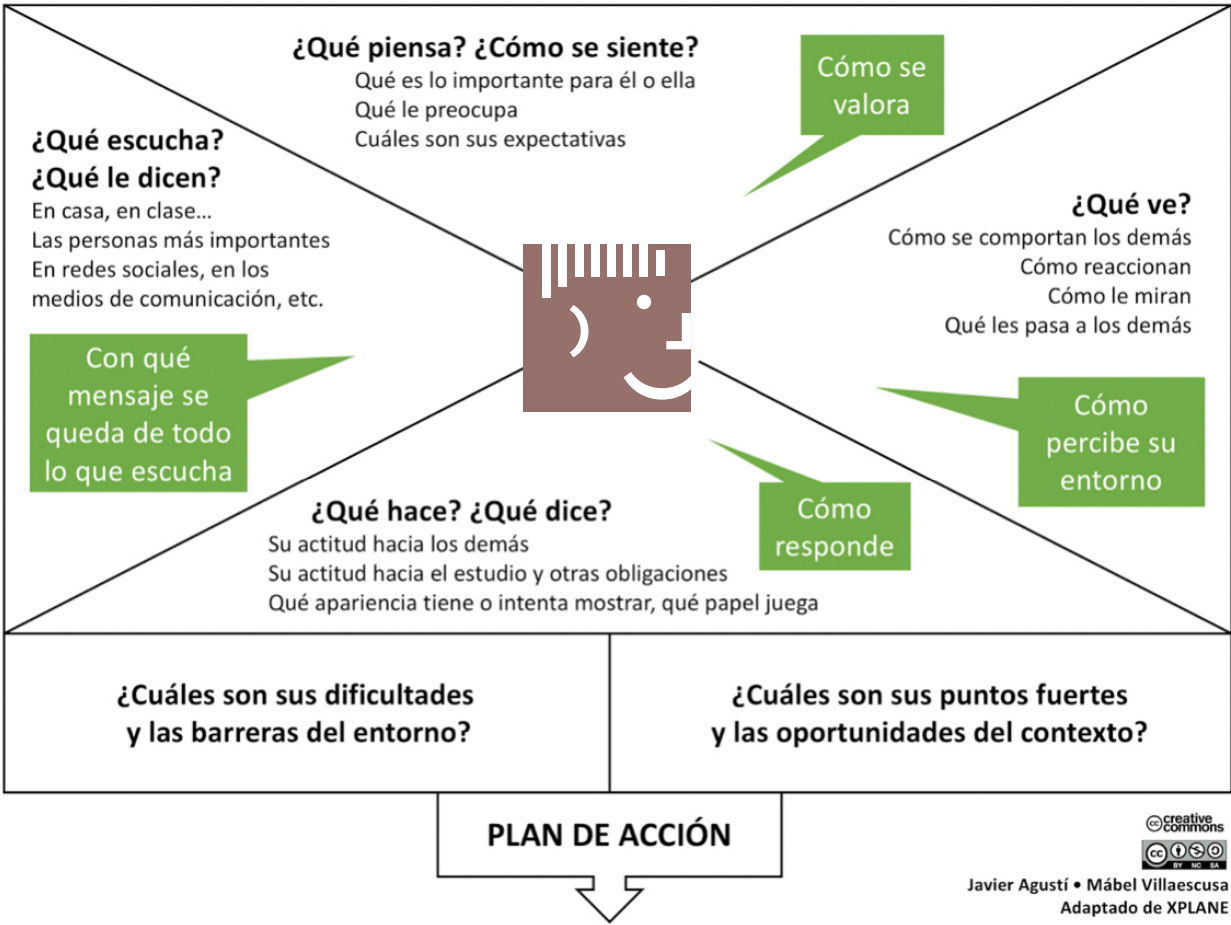 ¿Qué piensa? ¿Cómo se siente?
Qué es lo importante para él o ella
Qué le preocupa
Cuáles son sus expectativas
Cómo se
valora
¿Qué escucha?
¿Qué le dicen?
En casa, en clase...
Las personas más importantes
En redes sociales, en los
medios de comunicación, etc.
Con qué
mensaje se
queda de todo
lo que escucha
¿Qué ve?
Cómo se comportan los demás
Cómo reaccionan
Cómo le miran
Qué les pasa a los demás
Cómo
percibe su
entorno
¿Qué hace? ¿Qué dice?
Su actitud hacia los demás
Su actitud hacia el estudio y otras obligaciones
Qué apariencia tiene o intenta mostrar, qué papel juega
Cómo
responde
¿Cuáles son sus dificultades
y las barreras del entorno?
¿Cuáles son sus puntos fuertes
y las oportunidades del contexto?
PLAN DE ACCIÓN
cc creative
commons
cc
BY NC SA
Javier Agustí • Mábel Villaescusa
Adaptado de XPLANE